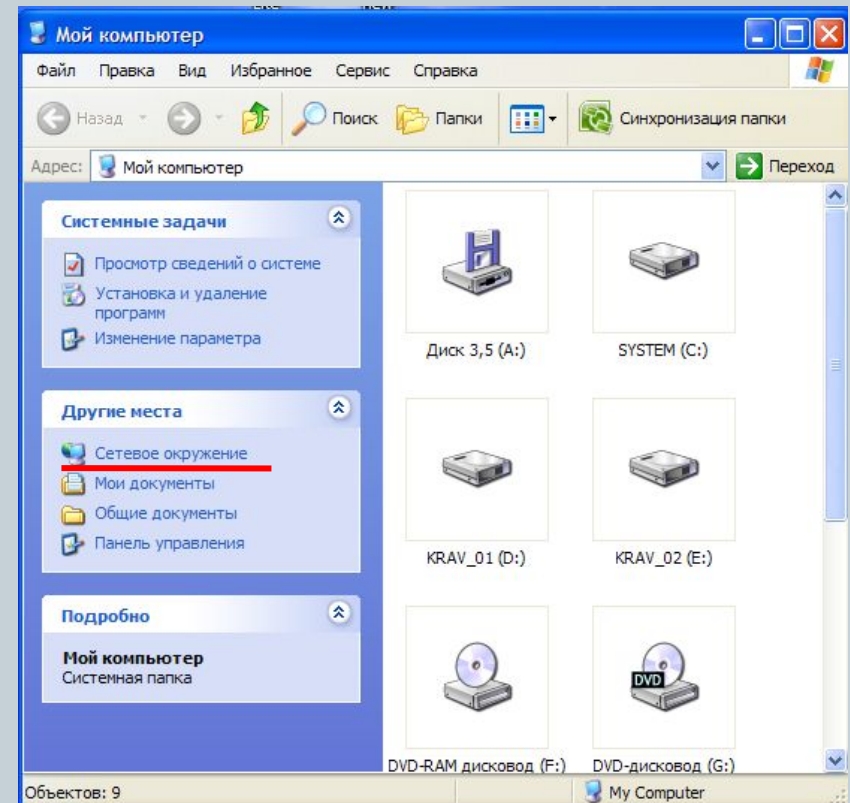 Мой компьютер
Файл Правка Вид Избранное Сервис Справка
Назад Поиск Папки Синхронизация папки
Адрес: Мой компьютер Переход
Системные задачи
Просмотр сведений о системе
Установка и удаление
программ
Изменение параметра
Другие места
Сетевое окружение
Мои документы
Общие документы
Панель управления
Подробно
Мой компьютер
Системная папка
Диск 3,5 (A:) SYSTEM (C:)
KRAV_01 (D:) KRAV_02 (E:)
DVD
DVD-RAM дисковод (F:) DVD-дисковод (G:)
Объектов: 9 My Computer